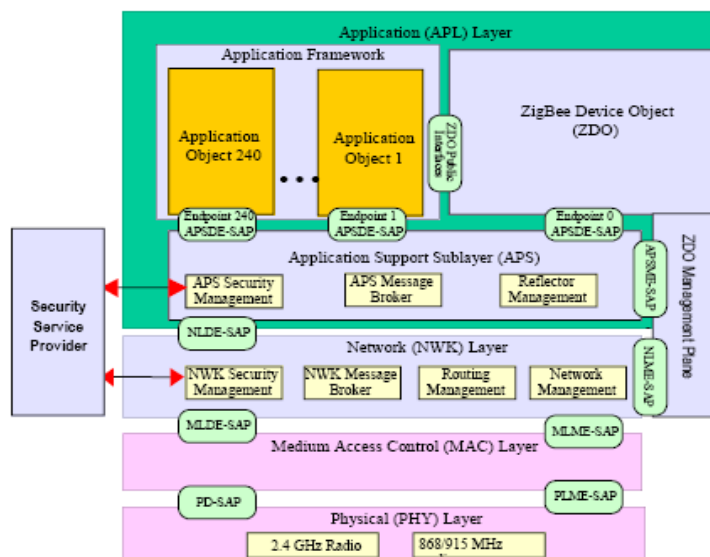 Application (APL) Layer
Application Framework
Application
Object 240
...
Application
Object 1
ZDO Public
Interfaces
ZigBee Device Object
(ZDO)
Endpoint 240
APSDE-SAP
Endpoint 1
APSDE-SAP
Endpoint 0
APSDE-SAP
Application Support Sublayer (APS)
APS Security
Management
APS Message
Broker
Reflector
Management
APSME-SAP
ZDO Management Plane
Security
Service
Provider
NLDE-SAP
Network (NWK) Layer
NWK Security
Management
NWK Message
Broker
Routing
Management
Network
Management
NLME-SAP
MLDE-SAP
MLME-SAP
Medium Access Control (MAC) Layer
PD-SAP
PLME-SAP
Physical (PHY) Layer
2.4 GHz Radio
868/915 MHz